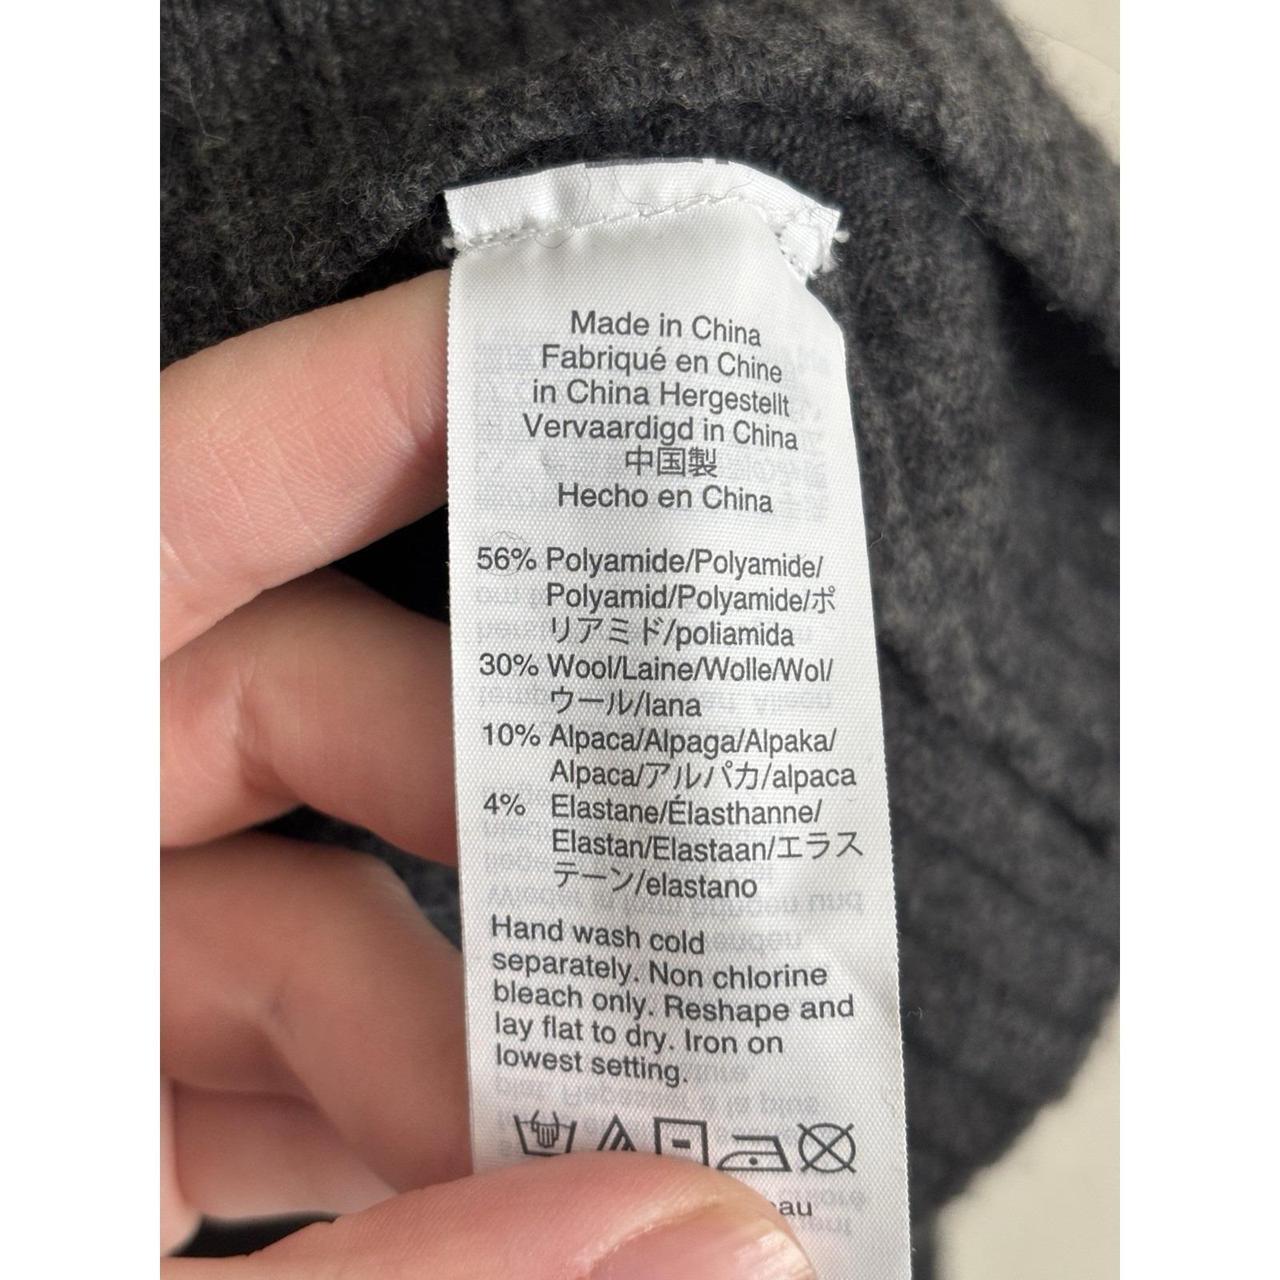 Made in China
Fabriqué en Chine
in China Hergestellt
Vervaardigd in China
中国製
Hecho en China
56% Polyamide/Polyamide/
Polyamid/Polyamide/ポ
リアミド/poliamida
30% Wool/Laine/Wolle/Wol/
ウール/lana
10% Alpaca/Alpaga/Alpaka/
Alpaca/アルパカ/alpaca
4% Elastane/Élasthanne/
Elastan/Elastaan/エラス
テーン/elastano
Hand wash cold
separately. Non chlorine
bleach only. Reshape and
lay flat to dry. Iron on
lowest setting.